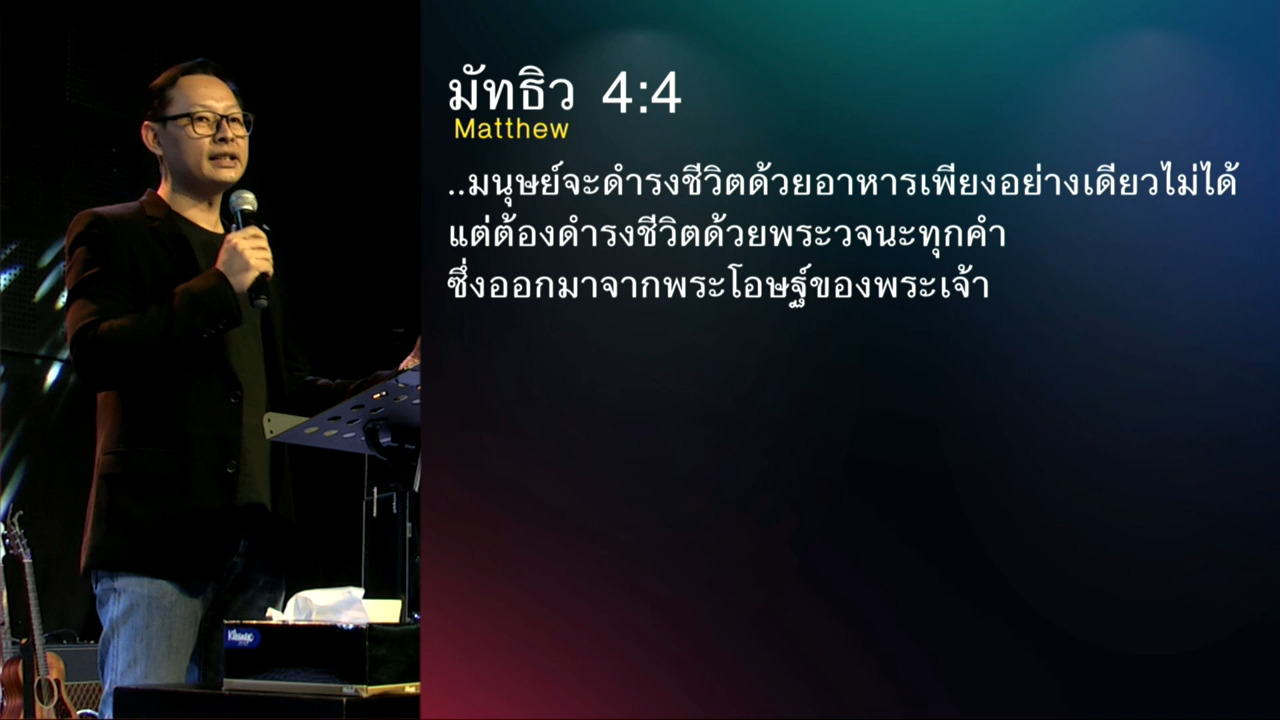 มัทธิว 4:4
Matthew
..มนุษย์จะดำรงชีวิตด้วยอาหารเพียงอย่างเดียวไม่ได้
แต่ต้องดำรงชีวิตด้วยพระวจนะทุกคำ
ซึ่งออกมาจากพระโอษฐ์ของพระเจ้า
Kleenex